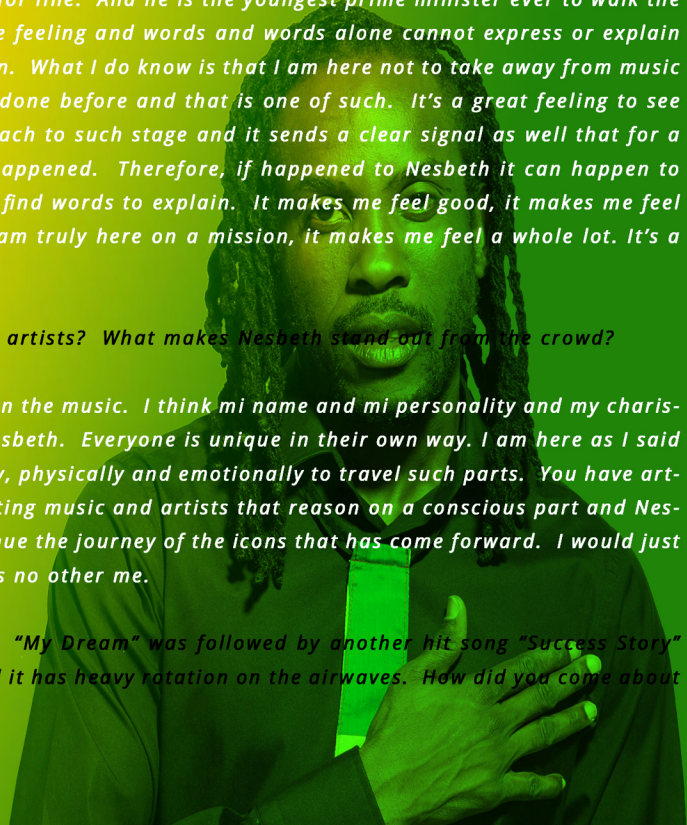 for fine. And he is the youngest prime minister ever to walk the
e feeling and words and words alone cannot express or explain
n. What I do know is that I am here not to take away from music
done before and that is one of such. It’s a great feeling to see
ach to such stage and it sends a clear signal as well that for a
appened. Therefore, if happened to Nesbeth it can happen to
find words to explain. It makes me feel good, it makes me feel
am truly here on a mission, it makes me feel a whole lot. It’s a
artists? What makes Nesbeth stand out from the crowd?
n the music. I think mi name and mi personality and my charis-
sbeth. Everyone is unique in their own way. I am here as I said
y, physically and emotionally to travel such parts. You have art-
ting music and artists that reason on a conscious part and Nes-
nue the journey of the icons that has come forward. I would just
s no other me.
“My Dream” was followed by another hit song “Success Story”
it has heavy rotation on the airwaves. How did you come about